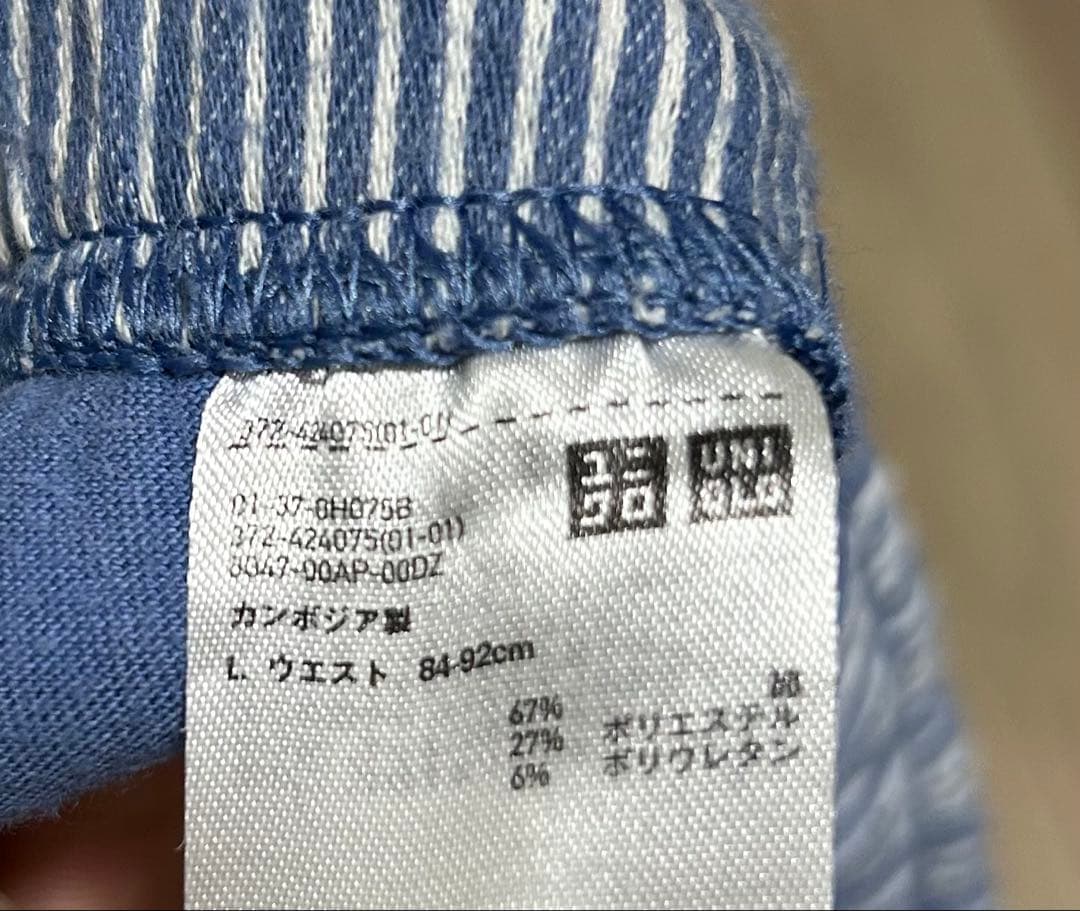 372-424075(01-01)
ユニクロ
UNIQLO
01-37-8H075B
372-424075(01-01)
8047-00AP-00DZ
カンボジア製
L. ウエスト 84-92cm
綿
67% ポリエステル
27% ポリウレタン
6%